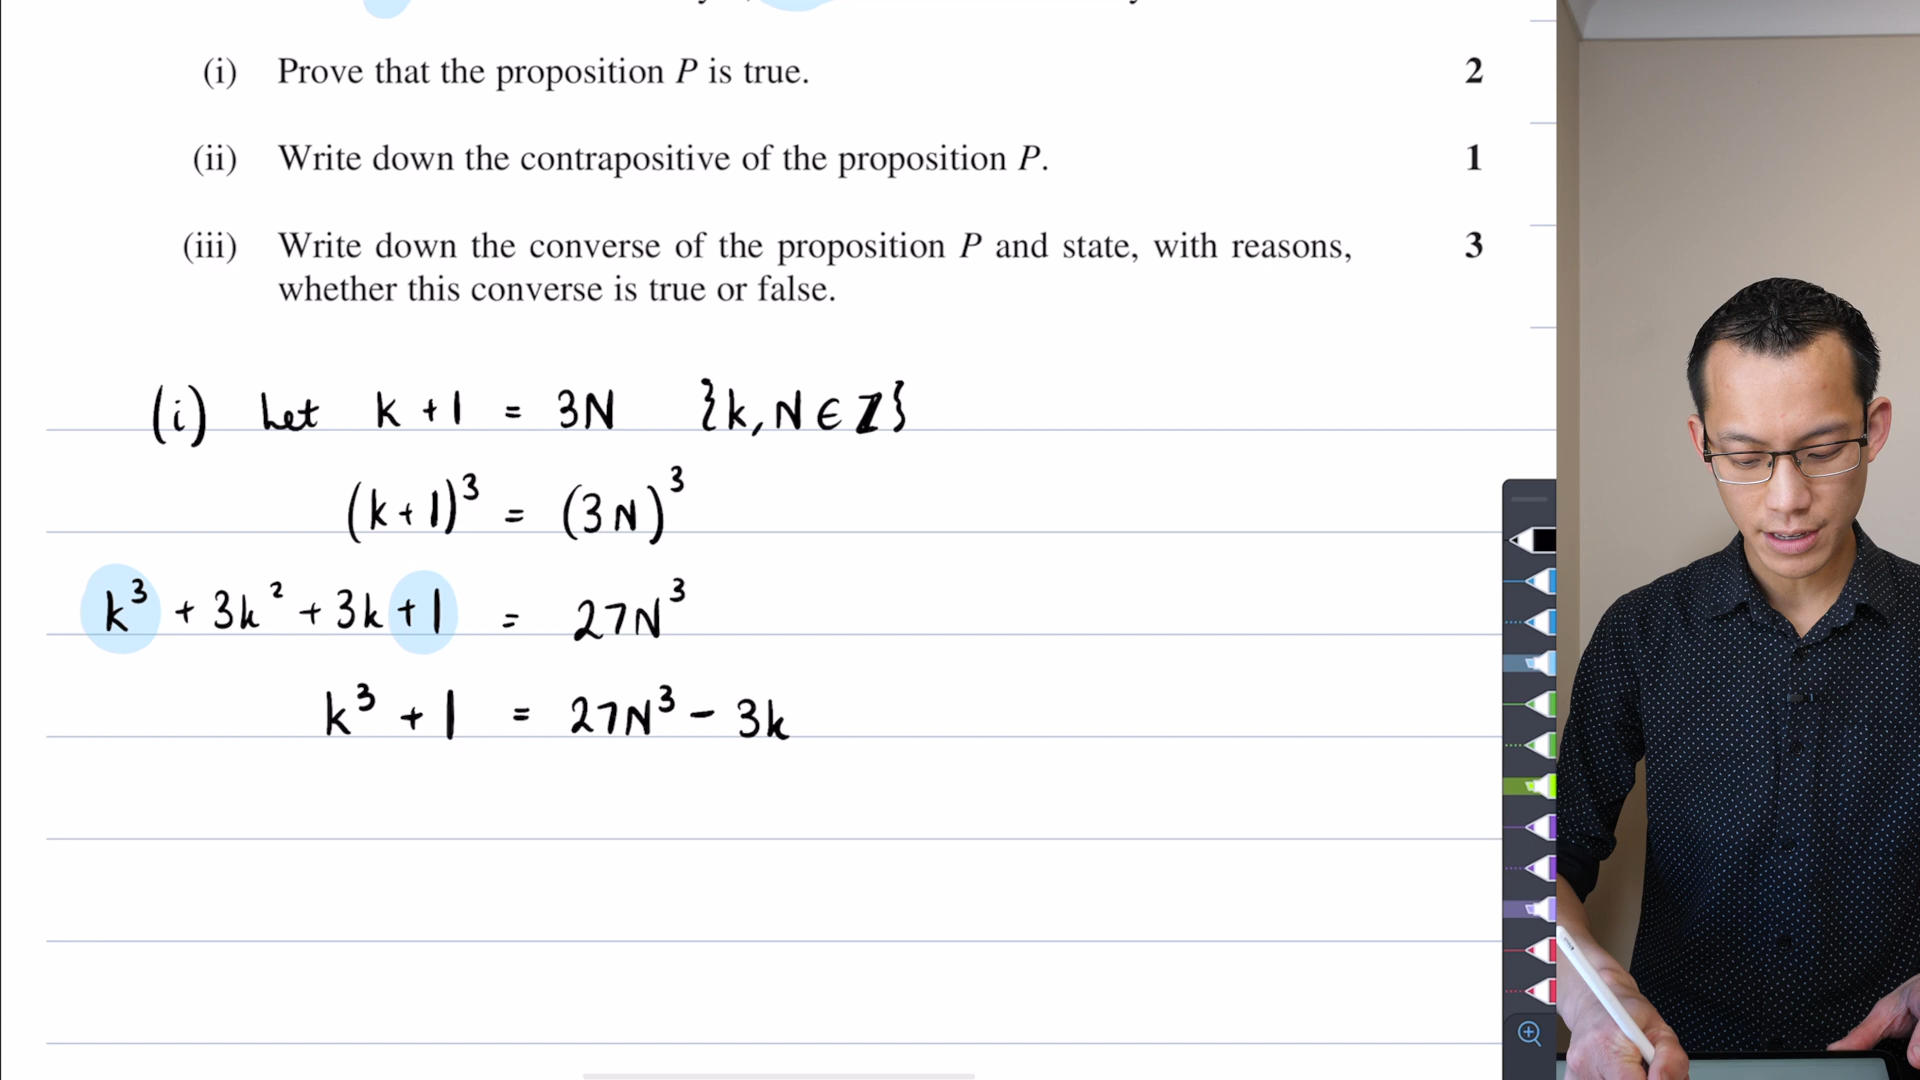 (i) Prove that the proposition P is true. 2
(ii) Write down the contrapositive of the proposition P. 1
(iii) Write down the converse of the proposition P and state, with reasons, 3
whether this converse is true or false.
(i) Let k + 1 = 3N {k, N ∈ ℤ}
(k + 1)³ = (3N)³
k³ + 3k² + 3k + 1 = 27N³
k³ + 1 = 27N³ - 3k